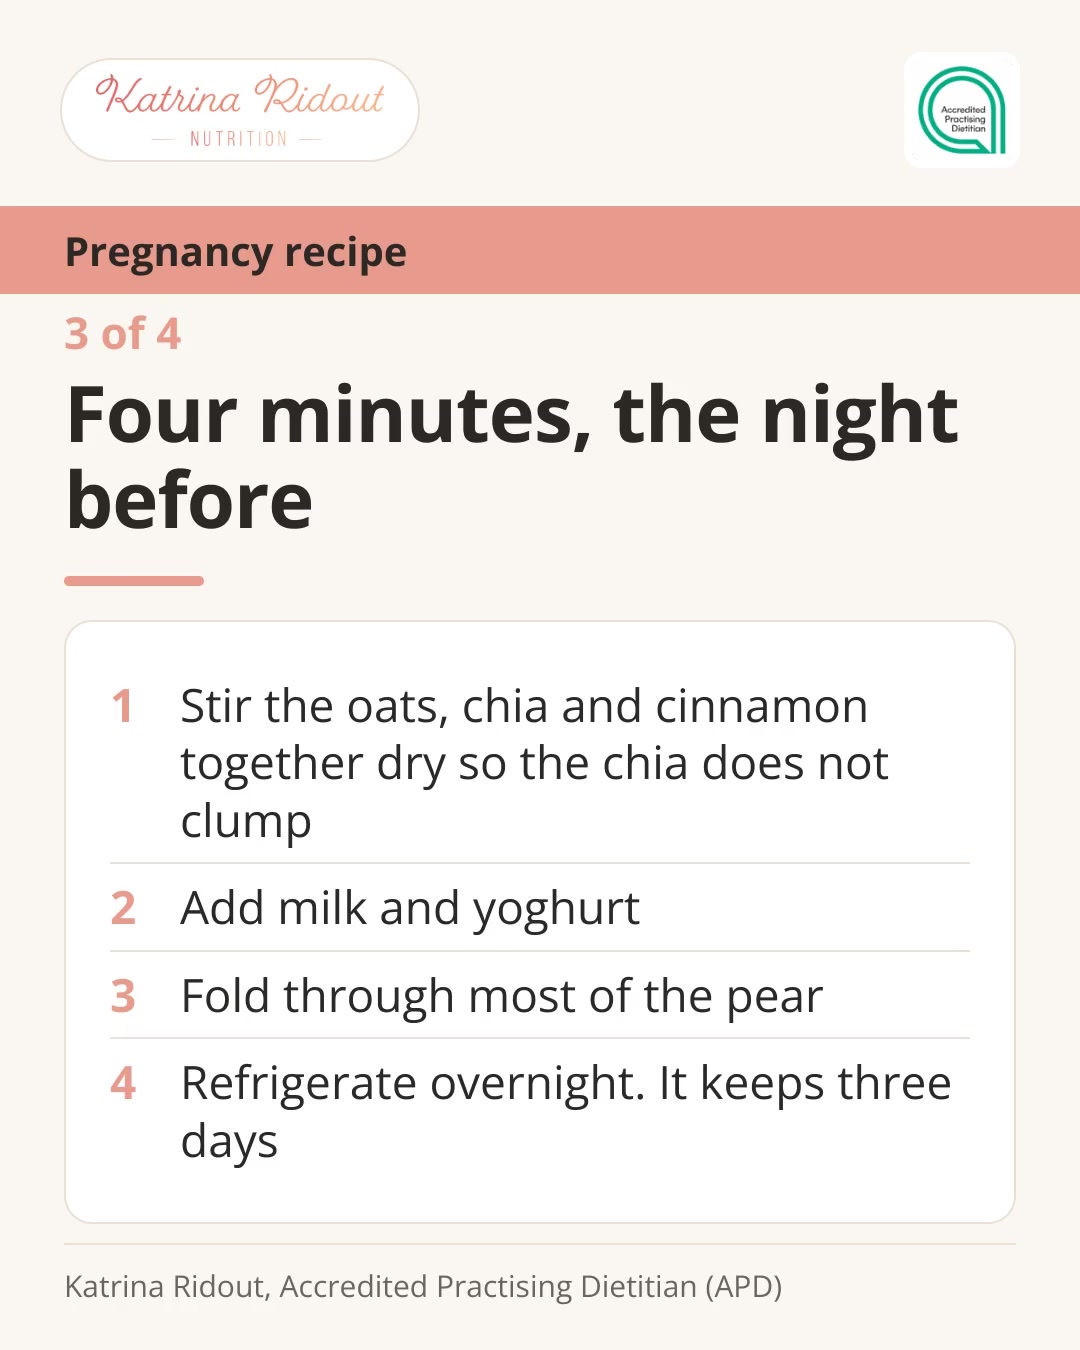 Katrina Ridout
NUTRITION
Accredited
Practising
Dietitian
Pregnancy recipe
3 of 4
Four minutes, the night
before
1 Stir the oats, chia and cinnamon
together dry so the chia does not
clump
2 Add milk and yoghurt
3 Fold through most of the pear
4 Refrigerate overnight. It keeps three
days
Katrina Ridout, Accredited Practising Dietitian (APD)